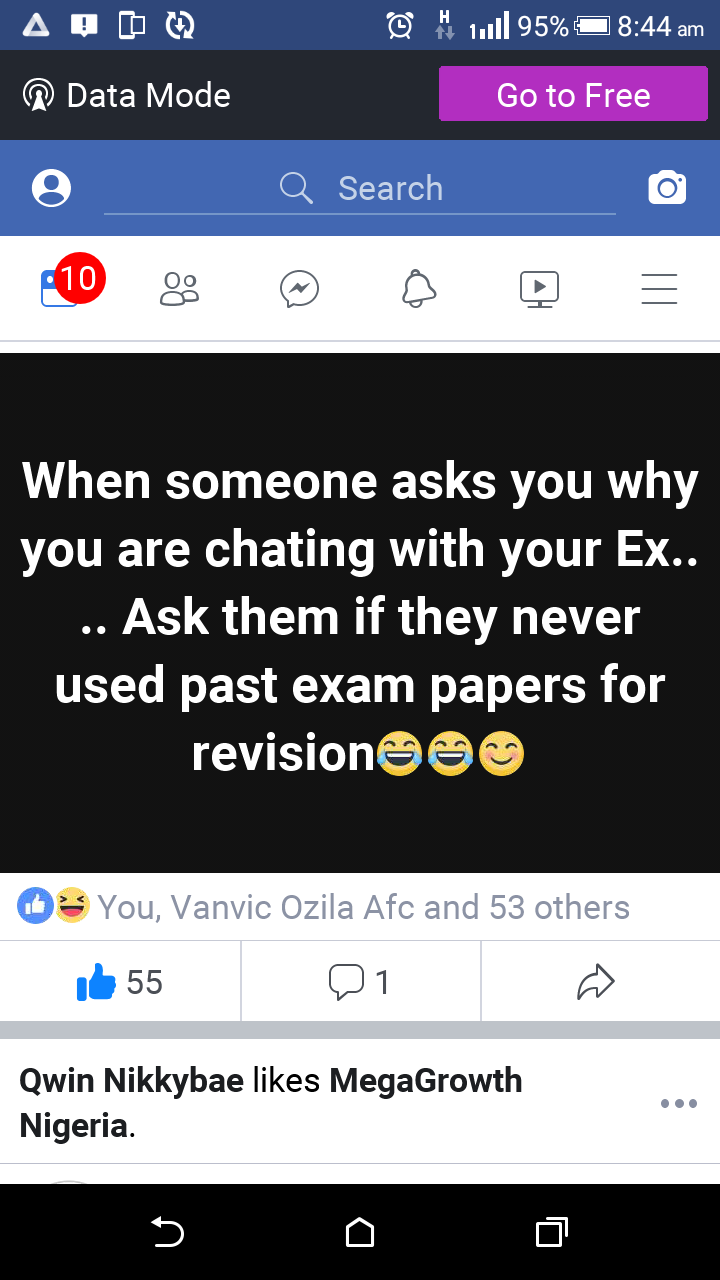 H 95% 8:44 am
Data Mode Go to Free
Search
10
When someone asks you why
you are chating with your Ex..
.. Ask them if they never
used past exam papers for
revision😂😂😊
You, Vanvic Ozila Afc and 53 others
55 1
Qwin Nikkybae likes MegaGrowth
Nigeria.